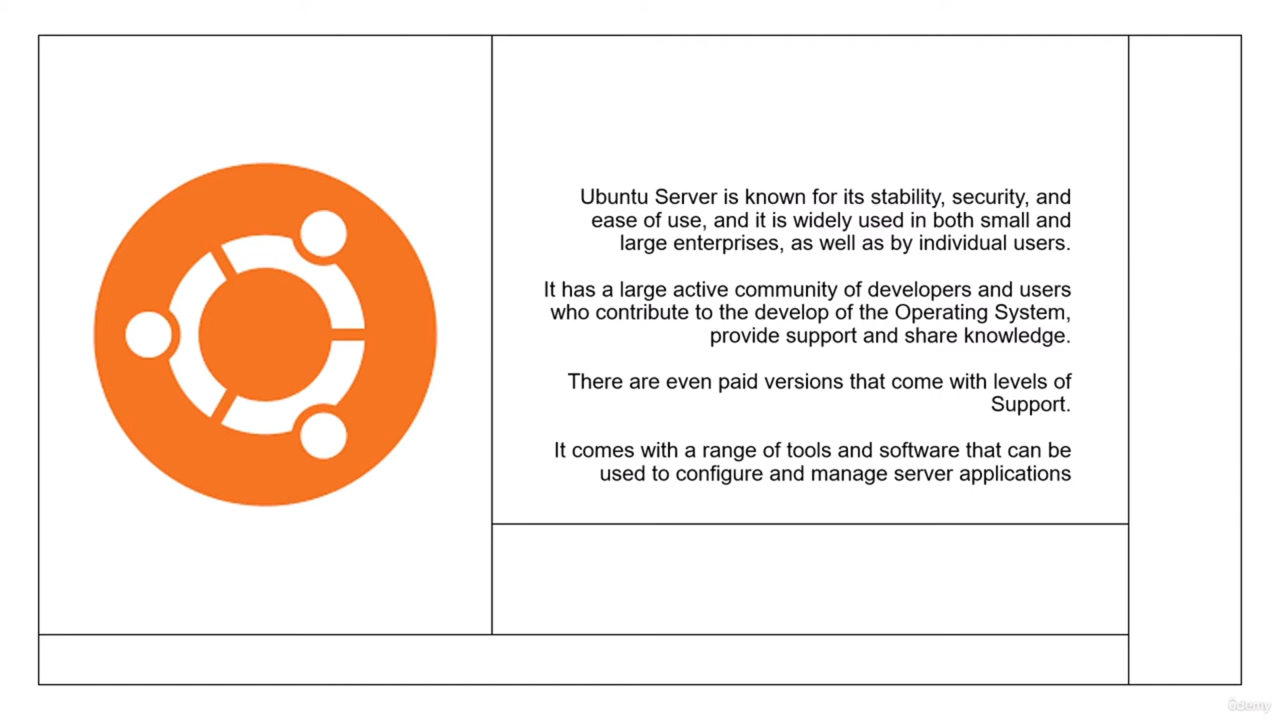 Ubuntu Server is known for its stability, security, and
ease of use, and it is widely used in both small and
large enterprises, as well as by individual users.
It has a large active community of developers and users
who contribute to the develop of the Operating System,
provide support and share knowledge.
There are even paid versions that come with levels of
Support.
It comes with a range of tools and software that can be
used to configure and manage server applications
ûdemy